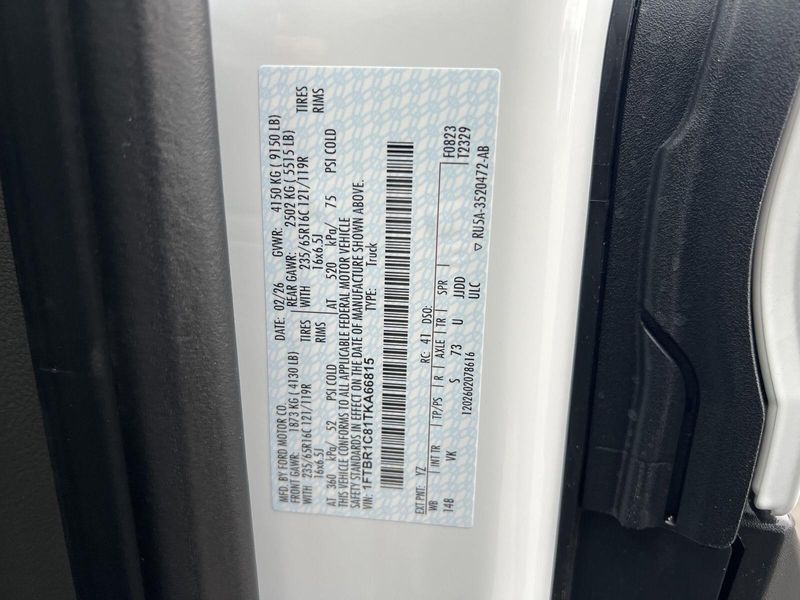 MFD. BY FORD MOTOR CO. DATE: 02/26 GVWR: 4150 KG ( 9150 LB)
FRONT GAWR: 1873 KG ( 4130 LB) REAR GAWR: 2502 KG ( 5515 LB)
WITH 235/65R16C 121/119R TIRES WITH 235/65R16C 121/119R TIRES
16x6.5J RIMS 16x6.5J RIMS
AT 360 kPa/ 52 PSI COLD AT 520 kPa/ 75 PSI COLD
THIS VEHICLE CONFORMS TO ALL APPLICABLE FEDERAL MOTOR VEHICLE
SAFETY STANDARDS IN EFFECT ON THE DATE OF MANUFACTURE SHOWN ABOVE.
VIN: 1FTBR1C81TKA66815 TYPE: Truck
EXT PNT: YZ RC: 41 DSO: F0823
WB INT TR TP/PS R AXLE TR SPR T2329
148 VK S 73 U JJDD ▽ RU5A-3520472-AB
1202602078616 ULC